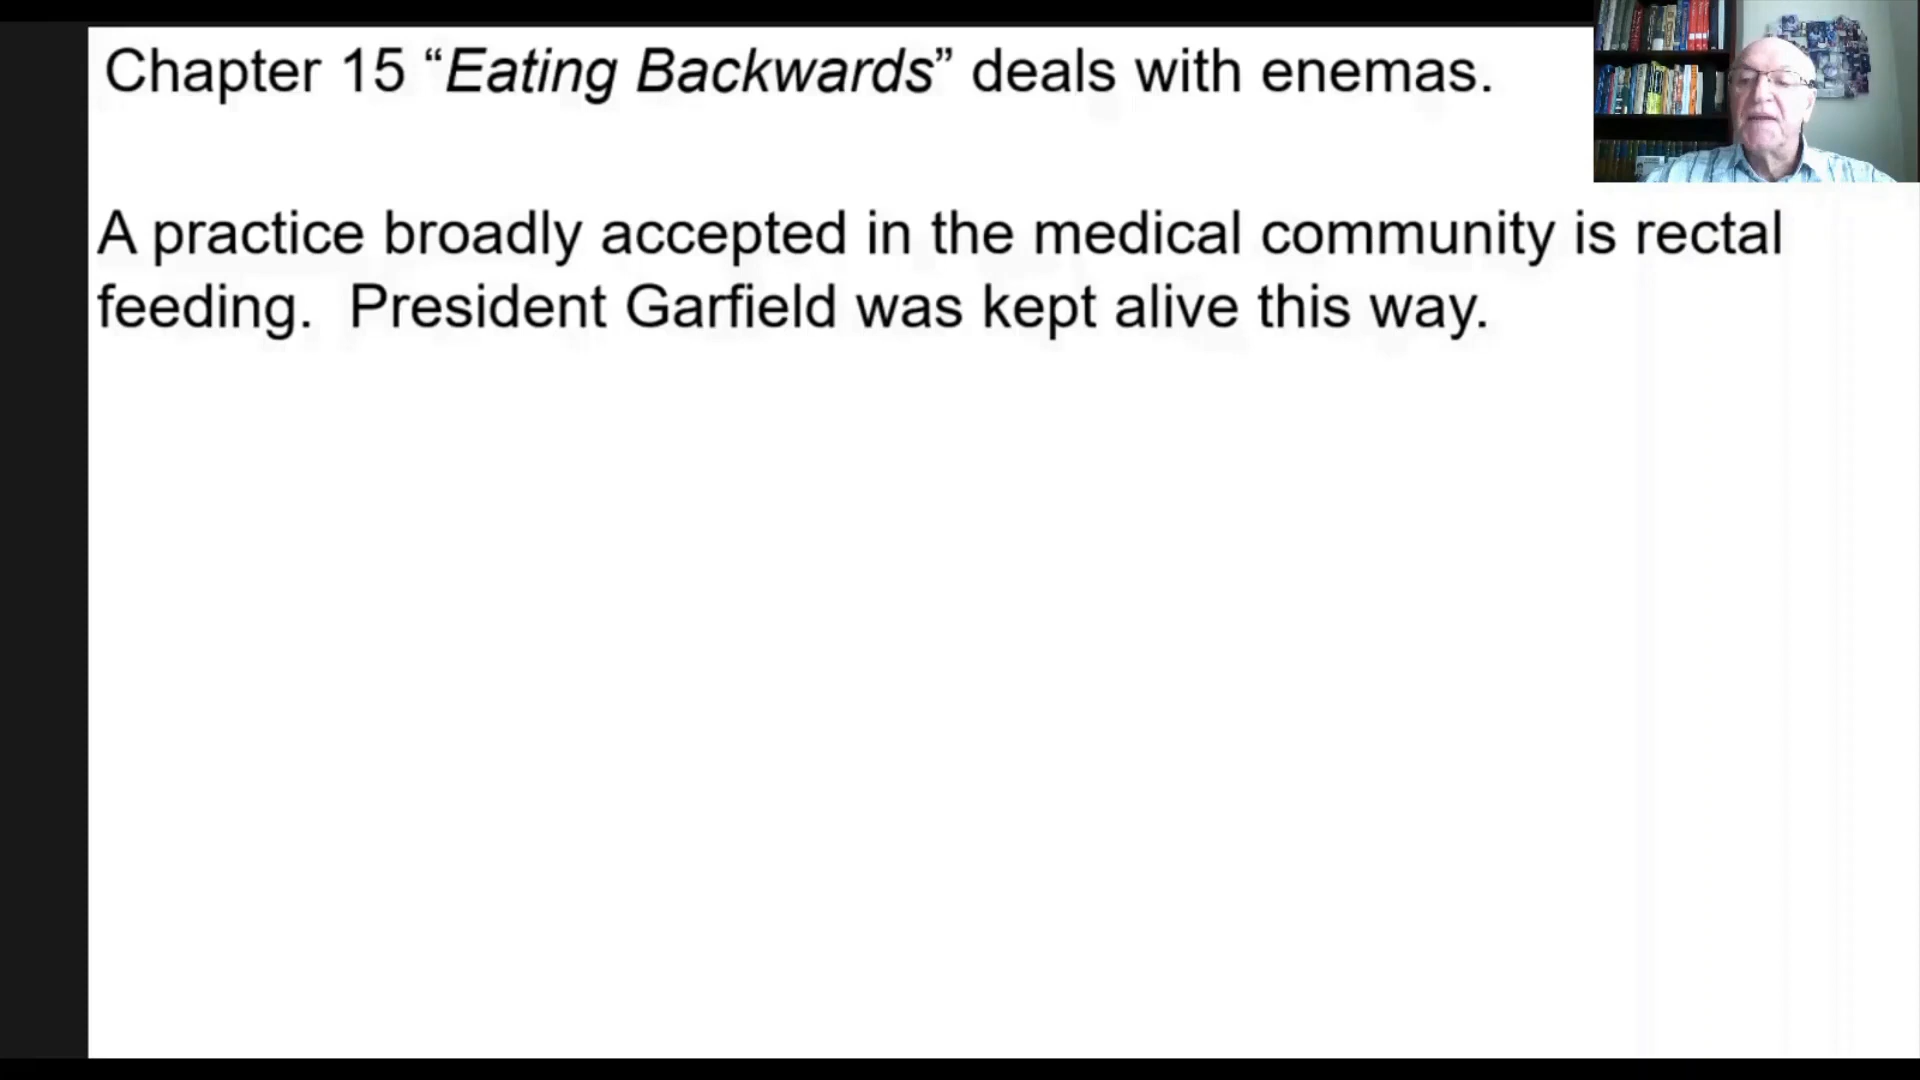 Chapter 15 “Eating Backwards” deals with enemas.
A practice broadly accepted in the medical community is rectal
feeding.  President Garfield was kept alive this way.